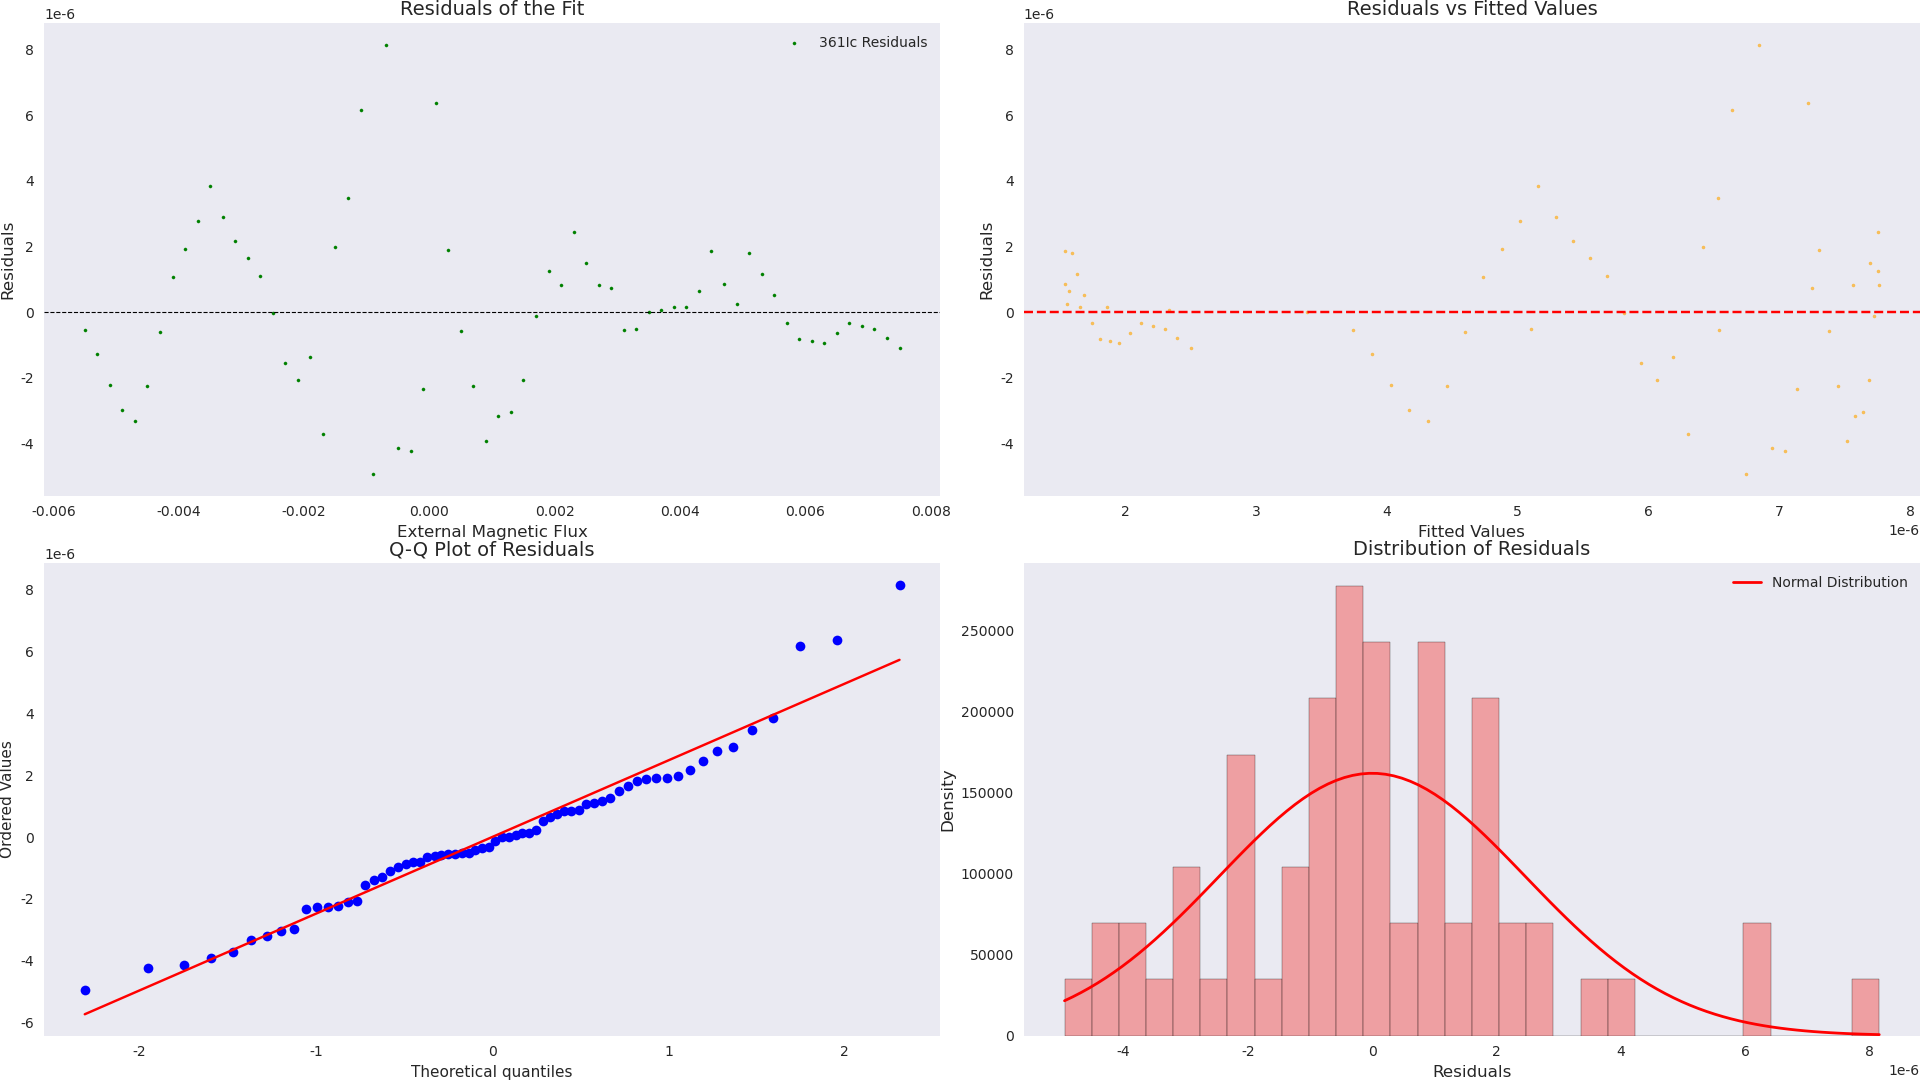 Residuals of the Fit
1e-6
361Ic Residuals
8
6
4
2
0
-2
-4
Residuals
-0.006 -0.004 -0.002 0.000 0.002 0.004 0.006 0.008
External Magnetic Flux
Residuals vs Fitted Values
1e-6
8
6
4
2
0
-2
-4
Residuals
2 3 4 5 6 7 8
1e-6
Fitted Values
Q-Q Plot of Residuals
1e-6
8
6
4
2
0
-2
-4
-6
Ordered Values
-2 -1 0 1 2
Theoretical quantiles
Distribution of Residuals
Normal Distribution
250000
200000
150000
100000
50000
0
Density
-4 -2 0 2 4 6 8
1e-6
Residuals